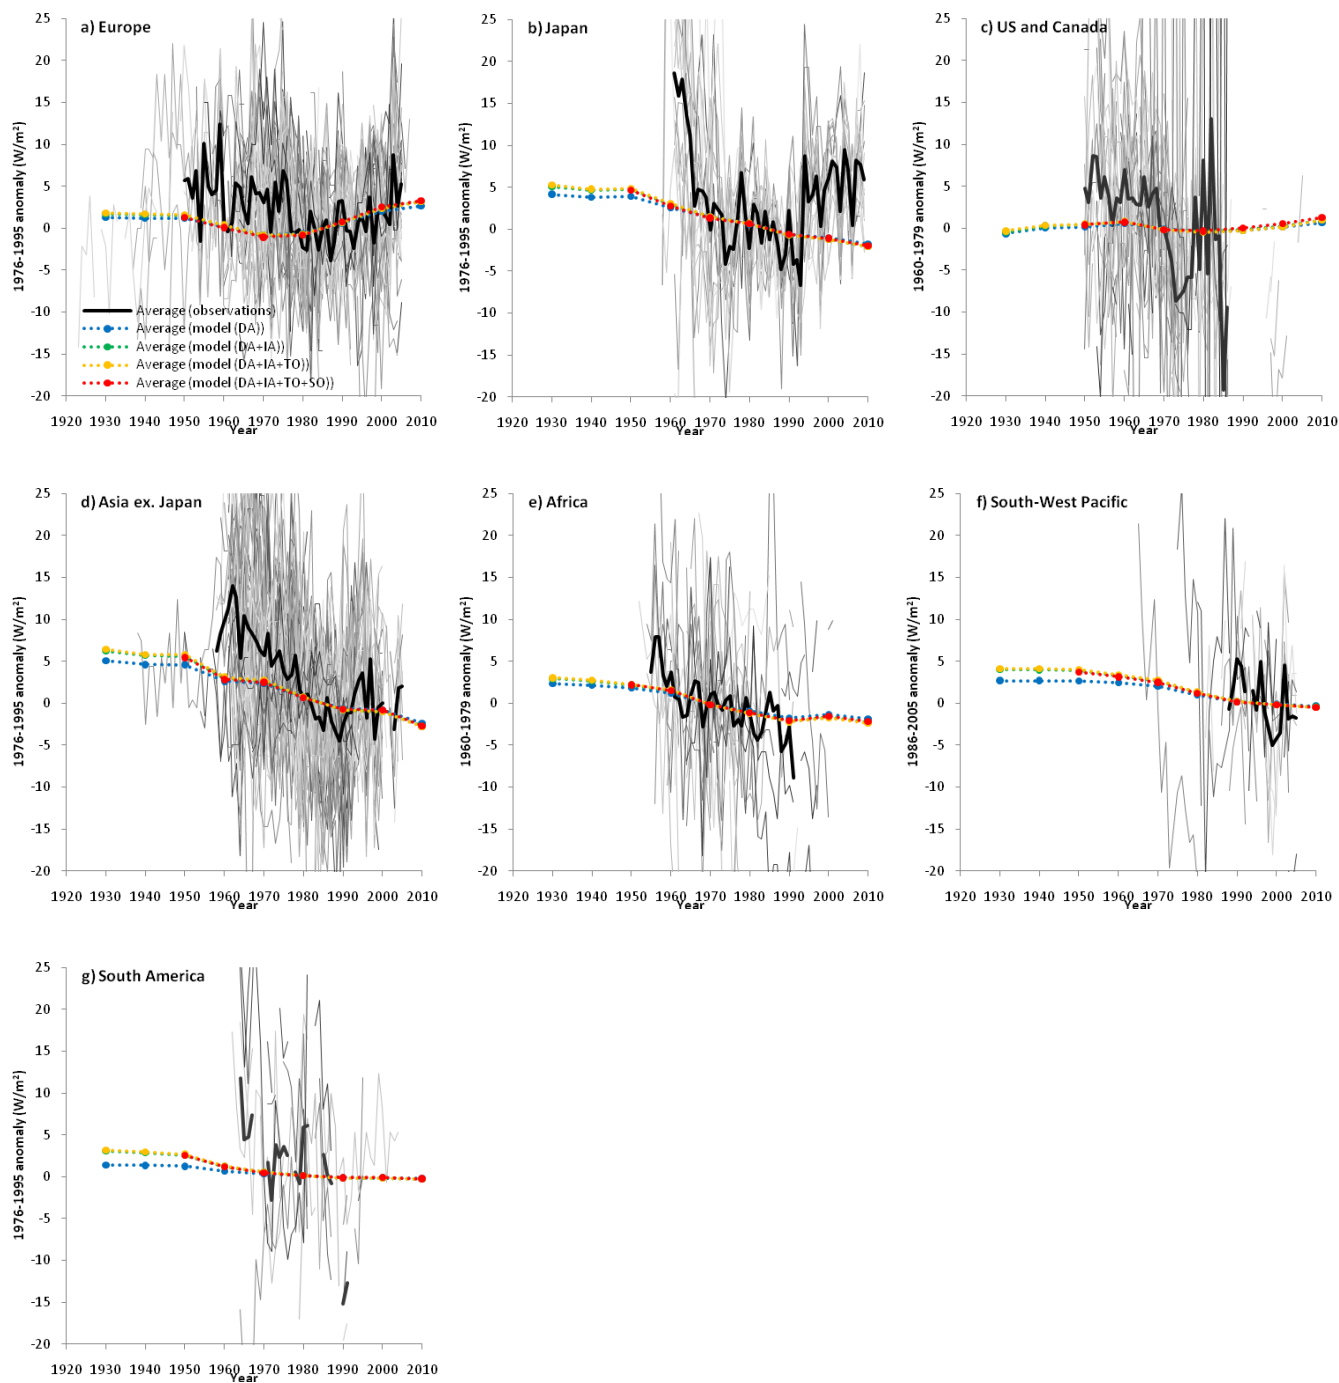 a) Europe
25
20
15
10
5
0
-5
-10
-15
-20
1976-1995 anomaly (W/m²)
Average (observations)
Average (model (DA))
Average (model (DA+IA))
Average (model (DA+IA+TO))
Average (model (DA+IA+TO+SO))
1920 1930 1940 1950 1960 1970 1980 1990 2000 2010
Year
b) Japan
25
20
15
10
5
0
-5
-10
-15
-20
1976-1995 anomaly (W/m²)
1920 1930 1940 1950 1960 1970 1980 1990 2000 2010
Year
c) US and Canada
25
20
15
10
5
0
-5
-10
-15
-20
1960-1979 anomaly (W/m²)
1920 1930 1940 1950 1960 1970 1980 1990 2000 2010
Year
d) Asia ex. Japan
25
20
15
10
5
0
-5
-10
-15
-20
1976-1995 anomaly (W/m²)
1920 1930 1940 1950 1960 1970 1980 1990 2000 2010
Year
e) Africa
25
20
15
10
5
0
-5
-10
-15
-20
1960-1979 anomaly (W/m²)
1920 1930 1940 1950 1960 1970 1980 1990 2000 2010
Year
f) South-West Pacific
25
20
15
10
5
0
-5
-10
-15
-20
1986-2005 anomaly (W/m²)
1920 1930 1940 1950 1960 1970 1980 1990 2000 2010
Year
g) South America
25
20
15
10
5
0
-5
-10
-15
-20
1976-1995 anomaly (W/m²)
1920 1930 1940 1950 1960 1970 1980 1990 2000 2010
Year